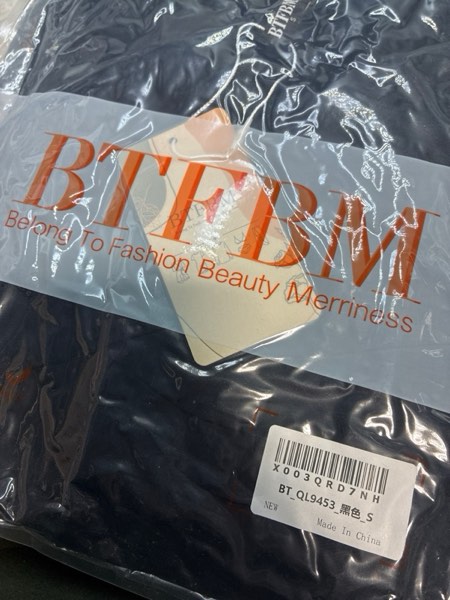 BTFBM
BTFBM
Belong To Fashion Beauty Merriness
X003QRD7NH
BT_QL9453_黑色_S
NEW
Made In China